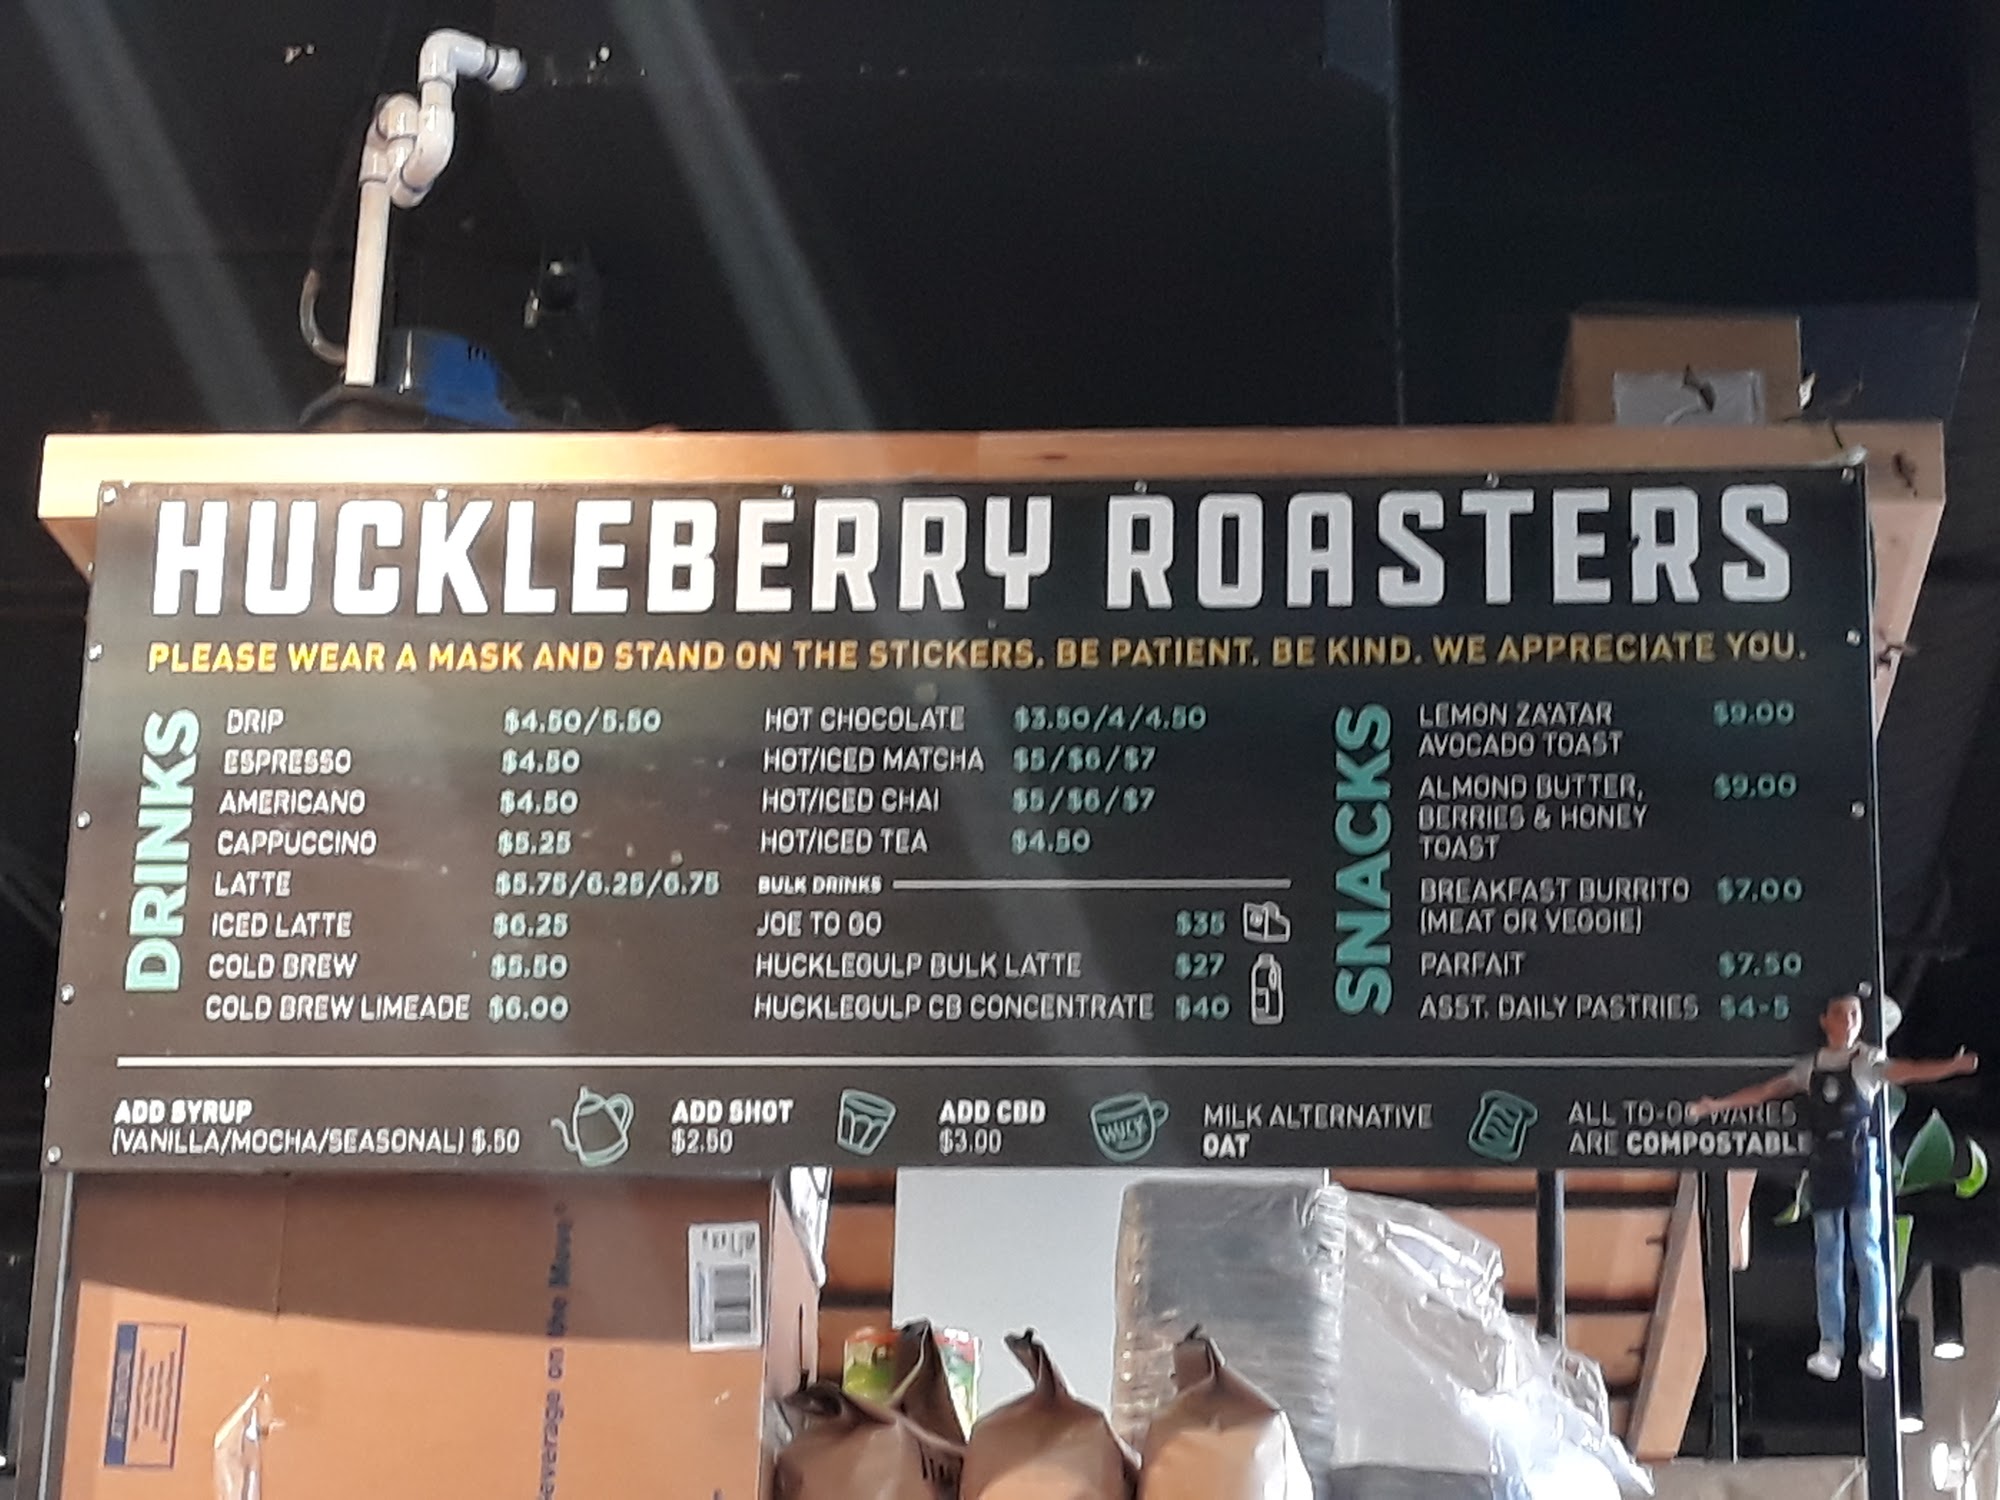 HUCKLEBERRY ROASTERS
PLEASE WEAR A MASK AND STAND ON THE STICKERS. BE PATIENT. BE KIND. WE APPRECIATE YOU.
DRINKS
DRIP $4.50/5.50
ESPRESSO $4.50
AMERICANO $4.50
CAPPUCCINO $5.25
LATTE $5.75/6.25/6.75
ICED LATTE $6.25
COLD BREW $5.50
COLD BREW LIMEADE $6.00
HOT CHOCOLATE $3.50/4/4.50
HOT/ICED MATCHA $5/$6/$7
HOT/ICED CHAI $5/$6/$7
HOT/ICED TEA $4.50
BULK DRINKS
JOE TO GO $35
HUCKLEGULP BULK LATTE $27
HUCKLEGULP CB CONCENTRATE $40
SNACKS
LEMON ZA'ATAR $9.00
AVOCADO TOAST
ALMOND BUTTER, $9.00
BERRIES & HONEY
TOAST
BREAKFAST BURRITO $7.00
(MEAT OR VEGGIE)
PARFAIT $7.50
ASST. DAILY PASTRIES $4-5
ADD SYRUP
(VANILLA/MOCHA/SEASONAL) $.50
ADD SHOT
$2.50
ADD CBD
$3.00
HUCK
MILK ALTERNATIVE
OAT
ALL TO-GO WARES
ARE COMPOSTABLE
everage on the Move